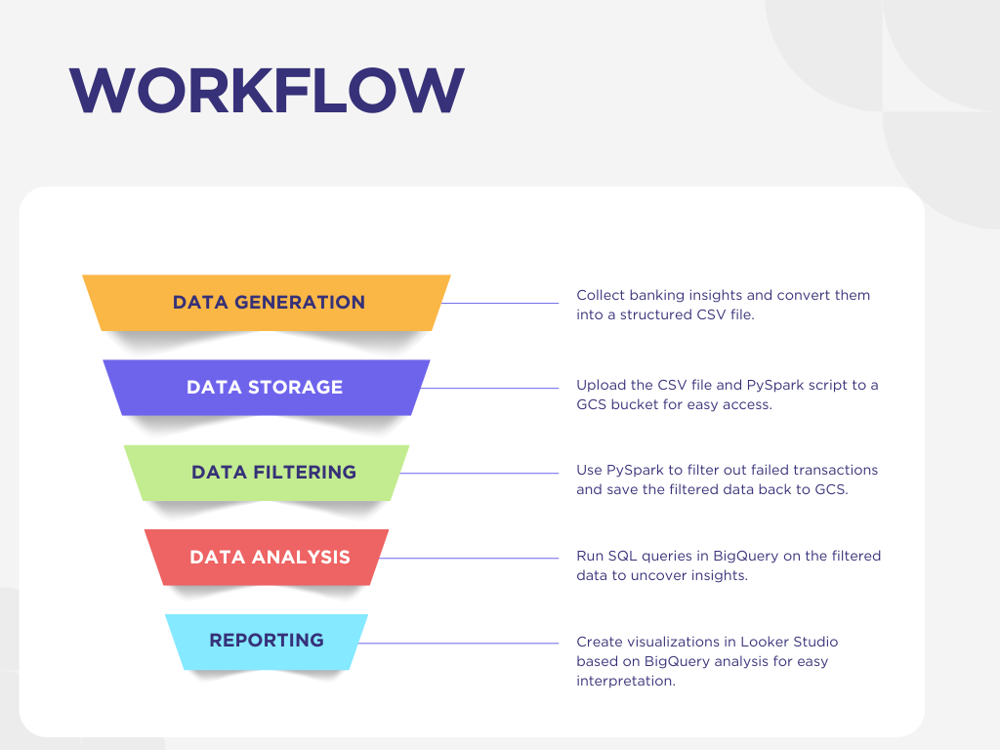 WORKFLOW
DATA GENERATION
Collect banking insights and convert them
into a structured CSV file.
DATA STORAGE
Upload the CSV file and PySpark script to a
GCS bucket for easy access.
DATA FILTERING
Use PySpark to filter out failed transactions
and save the filtered data back to GCS.
DATA ANALYSIS
Run SQL queries in BigQuery on the filtered
data to uncover insights.
REPORTING
Create visualizations in Looker Studio
based on BigQuery analysis for easy
interpretation.